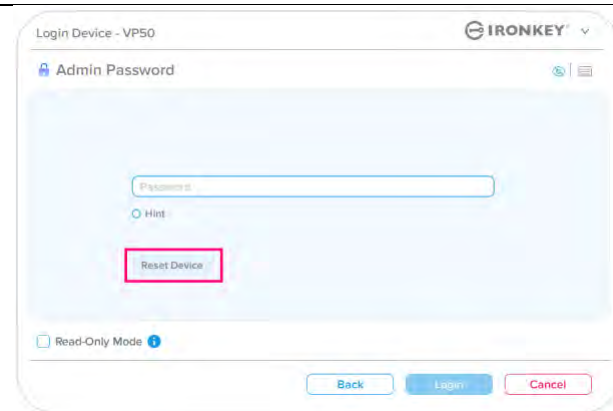 Login Device - VP50
IRONKEY
Admin Password
Password
Hint
Reset Device
Read-Only Mode
Back
Login
Cancel